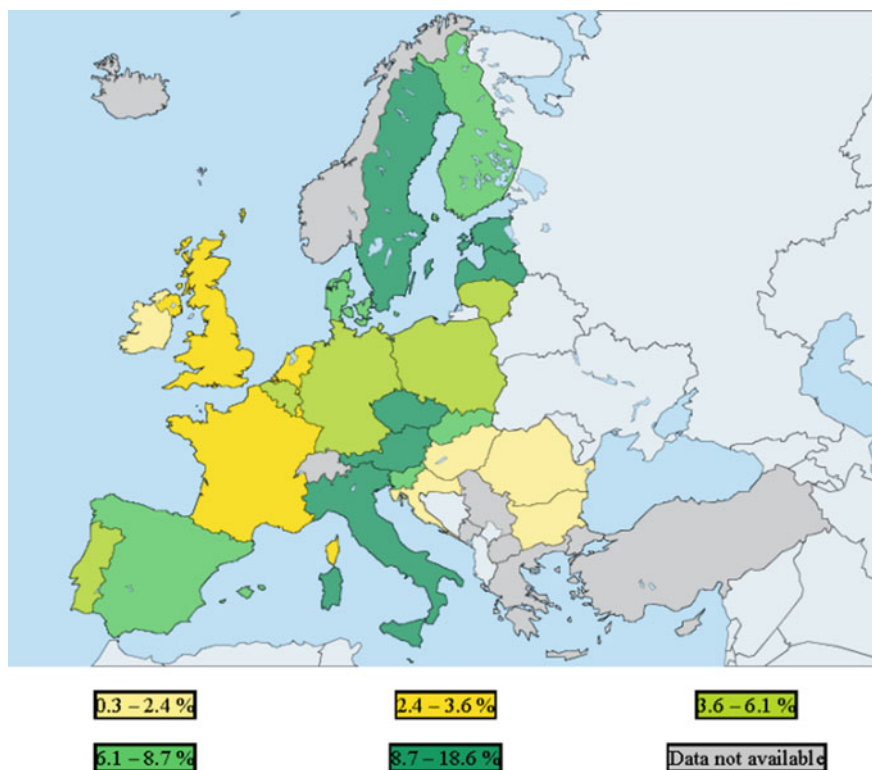 0.3 – 2.4 %
2.4 – 3.6 %
3.6 – 6.1 %
6.1 – 8.7 %
8.7 – 18.6 %
Data not available